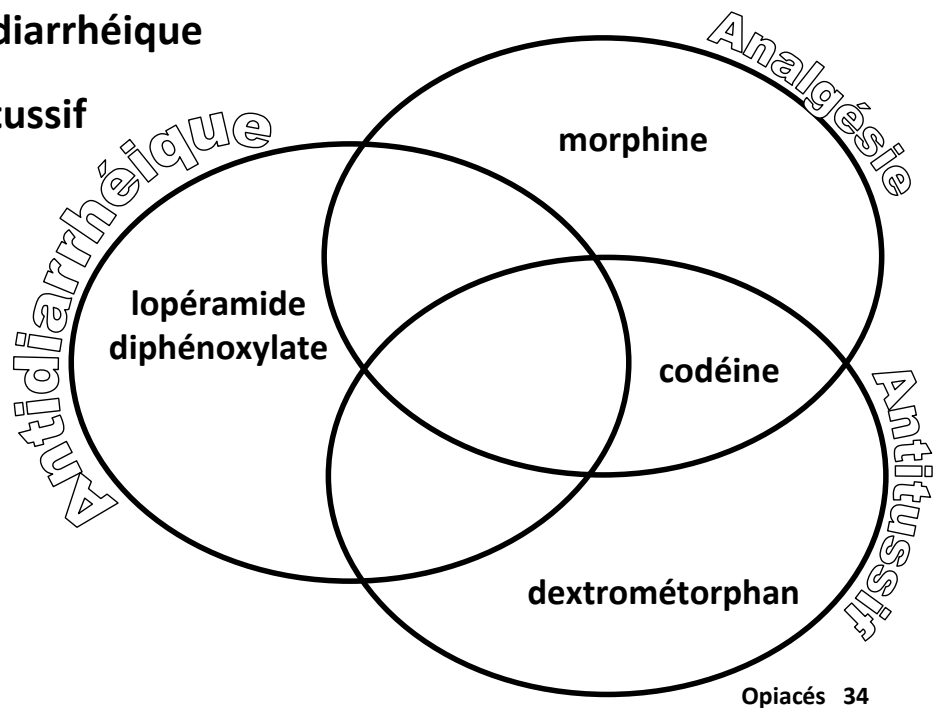 diarrhéique
tussif
Antidiarrhéique
Analgésie
morphine
lopéramide
diphénoxylate
codéine
Antitussif
dextrométorphan
Opiacés 34